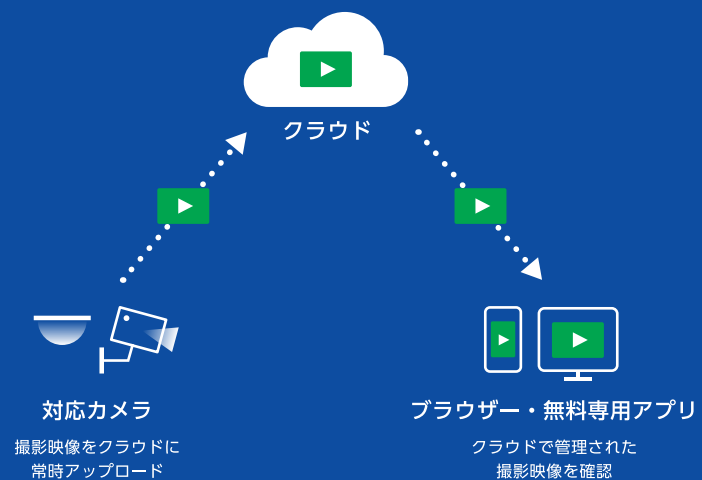 クラウド
対応カメラ
撮影映像をクラウドに
常時アップロード
ブラウザー・無料専用アプリ
クラウドで管理された
撮影映像を確認